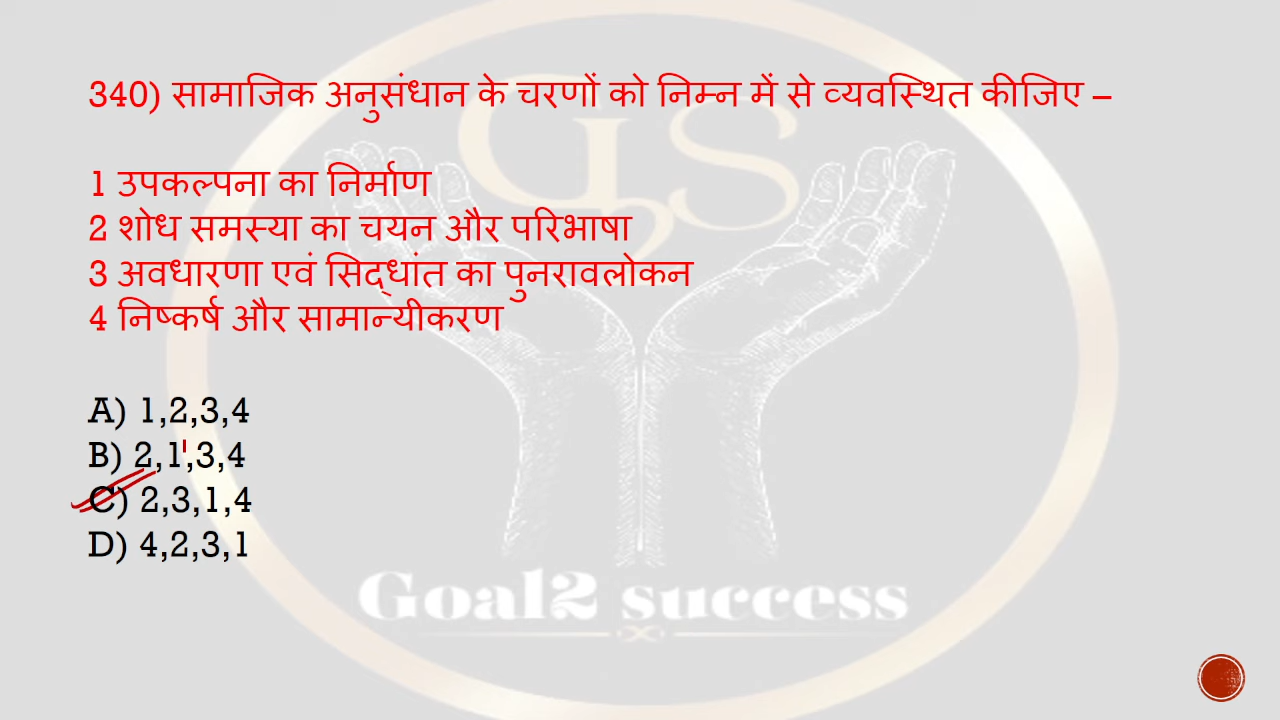 340) सामाजिक अनुसंधान के चरणों को निम्न में से व्यवस्थित कीजिए –
1 उपकल्पना का निर्माण
2 शोध समस्या का चयन और परिभाषा
3 अवधारणा एवं सिद्धांत का पुनरावलोकन
4 निष्कर्ष और सामान्यीकरण
A) 1,2,3,4
B) 2,1,3,4
C) 2,3,1,4
D) 4,2,3,1
G2S
Goal2 success